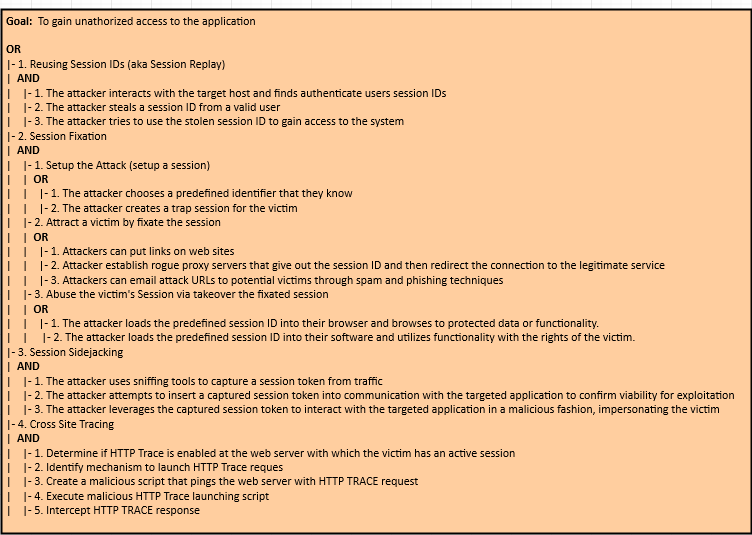 Goal: To gain unathorized access to the application
OR
|- 1. Reusing Session IDs (aka Session Replay)
| AND
| |- 1. The attacker interacts with the target host and finds authenticate users session IDs
| |- 2. The attacker steals a session ID from a valid user
| |- 3. The attacker tries to use the stolen session ID to gain access to the system
|- 2. Session Fixation
| AND
| |- 1. Setup the Attack (setup a session)
| | OR
| | |- 1. The attacker chooses a predefined identifier that they know
| | |- 2. The attacker creates a trap session for the victim
| |- 2. Attract a victim by fixate the session
| | OR
| | |- 1. Attackers can put links on web sites
| | |- 2. Attacker establish rogue proxy servers that give out the session ID and then redirect the connection to the legitimate service
| | |- 3. Attackers can email attack URLs to potential victims through spam and phishing techniques
| |- 3. Abuse the victim's Session via takeover the fixated session
| | OR
| | |- 1. The attacker loads the predefined session ID into their browser and browses to protected data or functionality.
| | |- 2. The attacker loads the predefined session ID into their software and utilizes functionality with the rights of the victim.
|- 3. Session Sidejacking
| AND
| |- 1. The attacker uses sniffing tools to capture a session token from traffic
| |- 2. The attacker attempts to insert a captured session token into communication with the targeted application to confirm viability for exploitation
| |- 3. The attacker leverages the captured session token to interact with the targeted application in a malicious fashion, impersonating the victim
|- 4. Cross Site Tracing
| AND
| |- 1. Determine if HTTP Trace is enabled at the web server with which the victim has an active session
| |- 2. Identify mechanism to launch HTTP Trace reques
| |- 3. Create a malicious script that pings the web server with HTTP TRACE request
| |- 4. Execute malicious HTTP Trace launching script
| |- 5. Intercept HTTP TRACE response